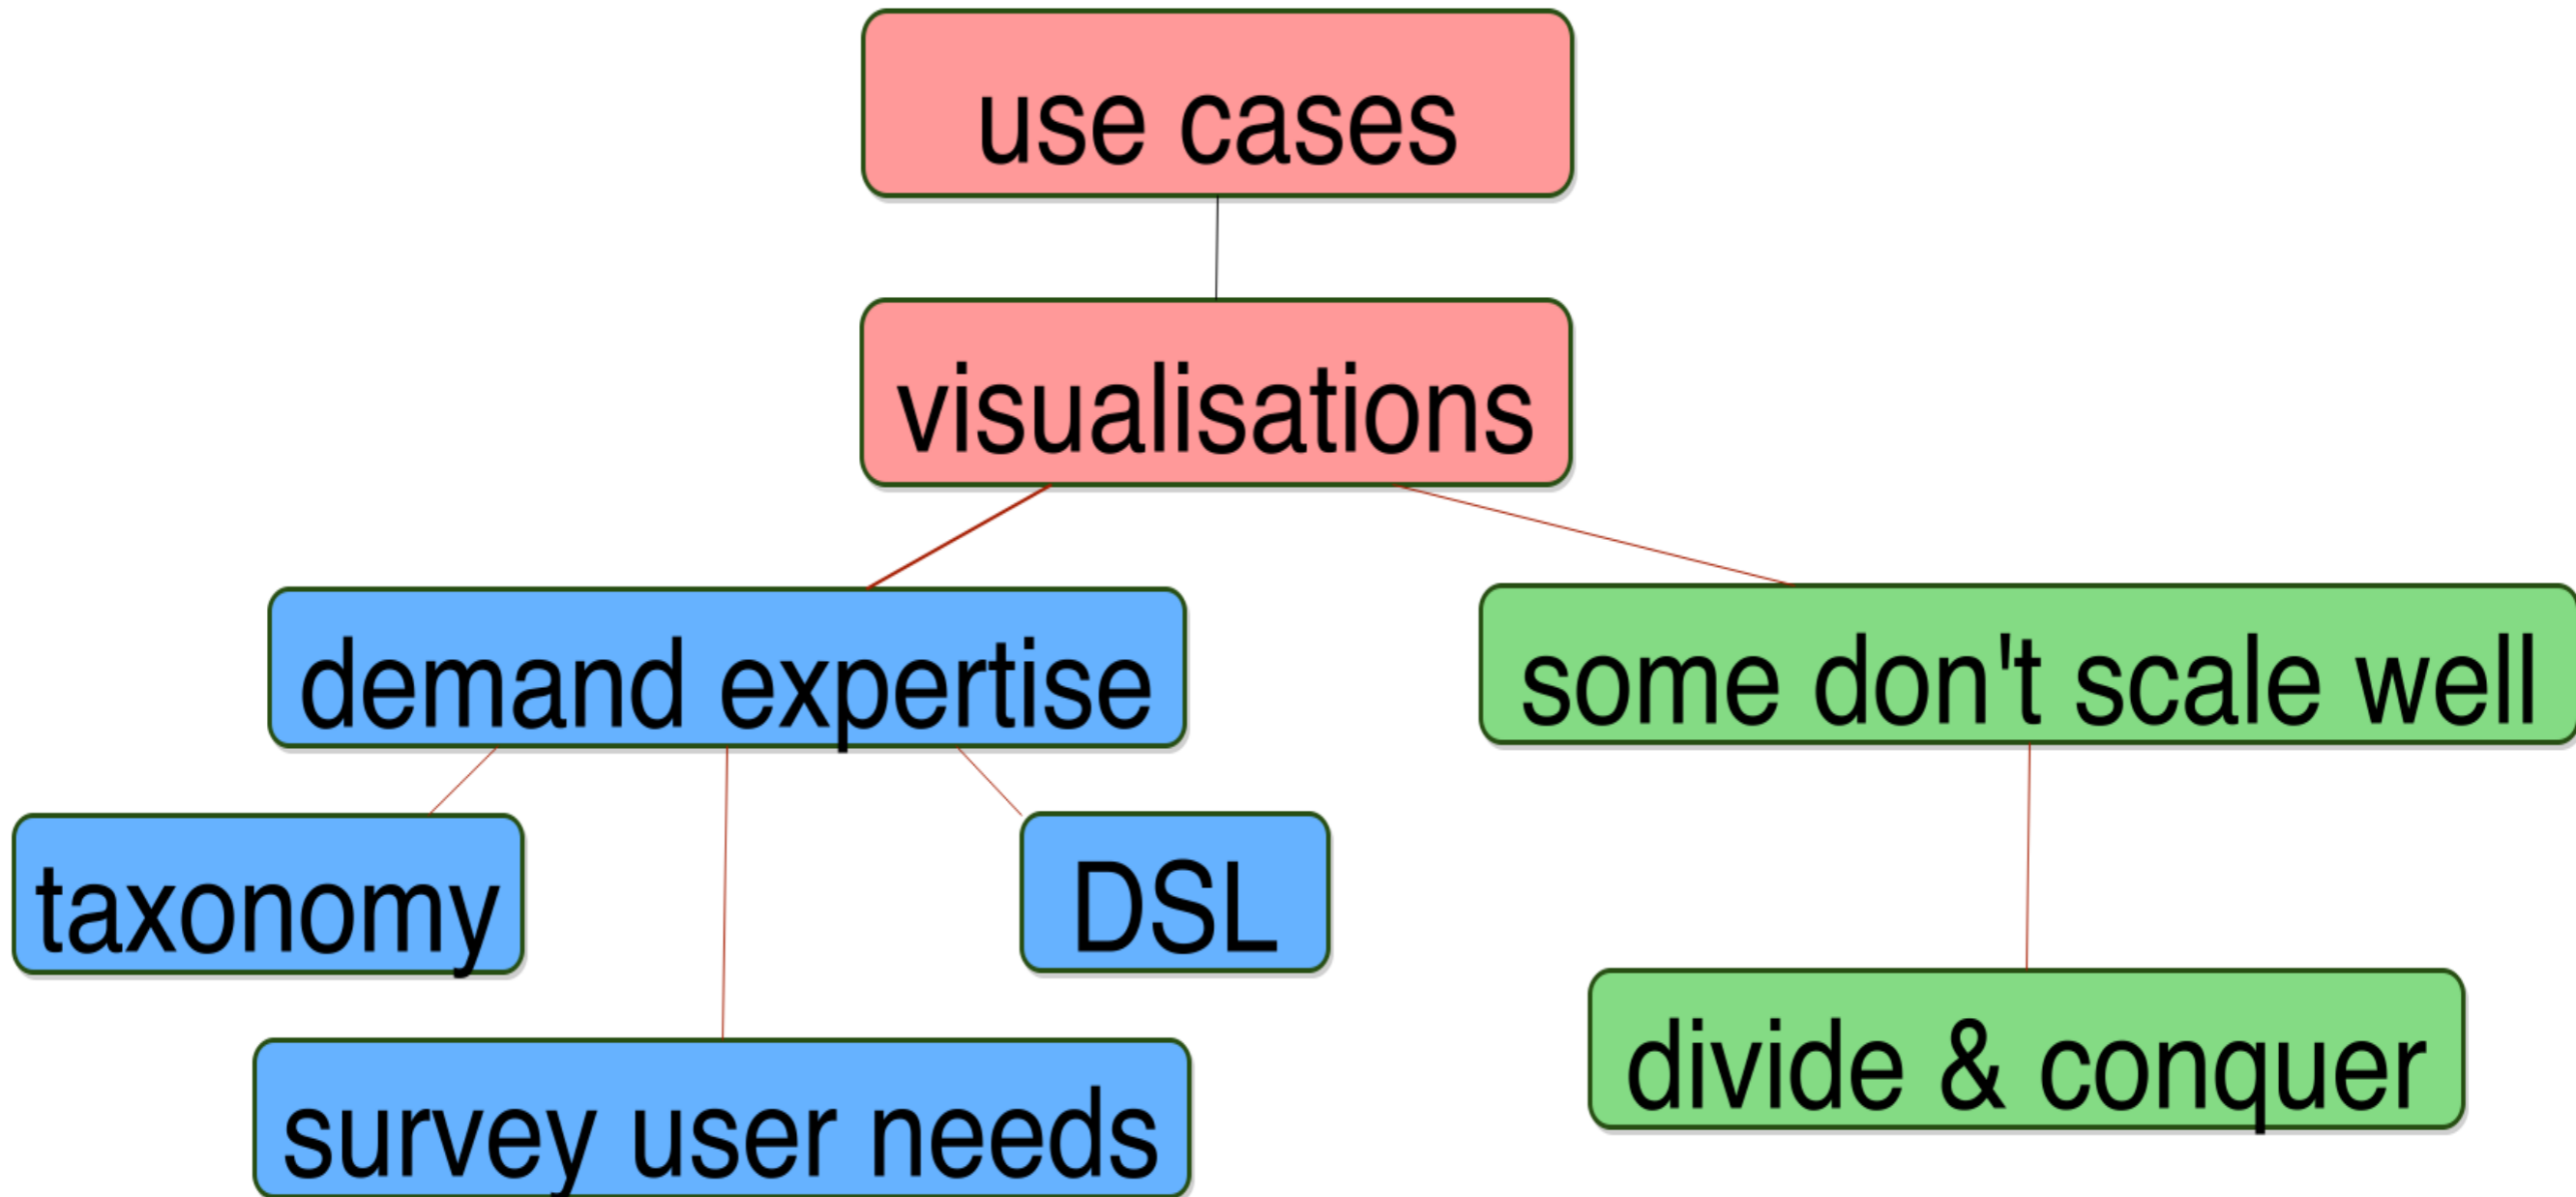 use cases
visualisations
demand expertise
some don't scale well
taxonomy
DSL
divide & conquer
survey user needs